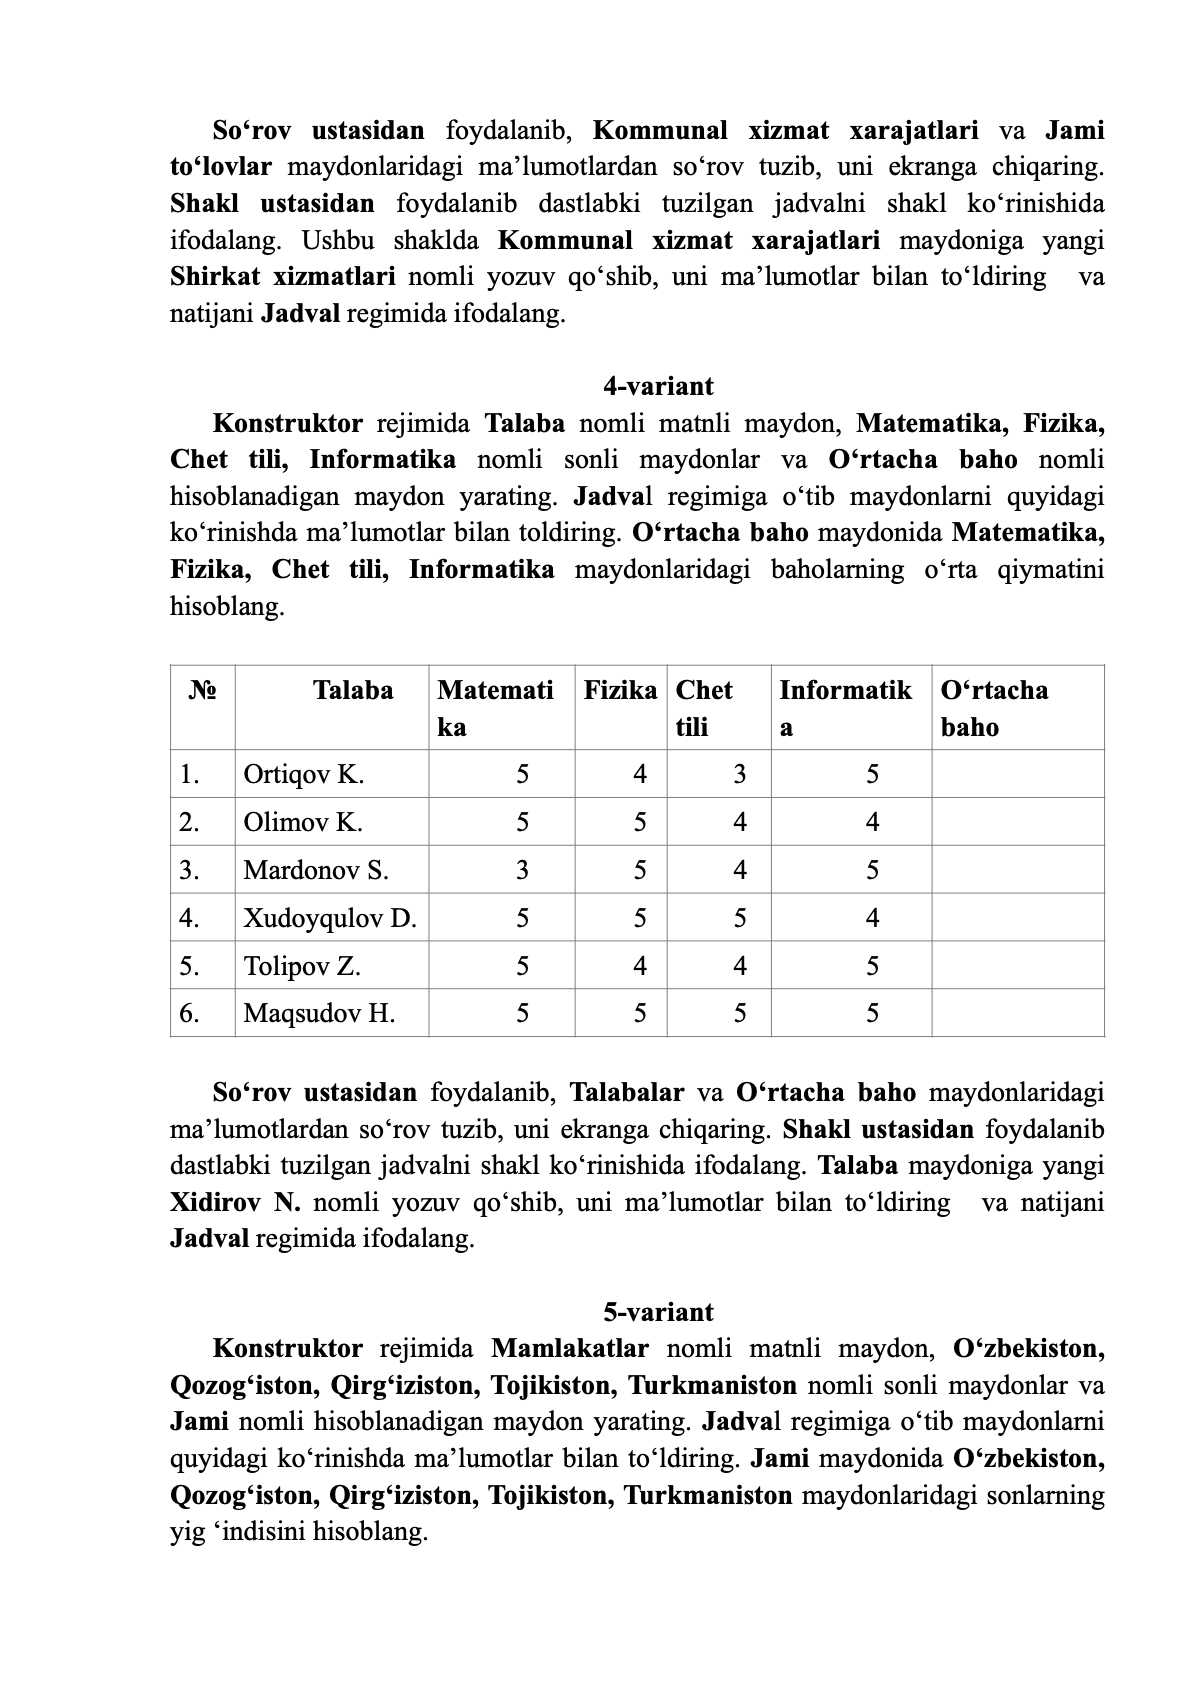 So‘rov ustasidan foydalanib, Kommunal xizmat xarajatlari va Jami
to‘lovlar maydonlaridagi ma’lumotlardan so‘rov tuzib, uni ekranga chiqaring.
Shakl ustasidan foydalanib dastlabki tuzilgan jadvalni shakl ko‘rinishida
ifodalang. Ushbu shaklda Kommunal xizmat xarajatlari maydoniga yangi
Shirkat xizmatlari nomli yozuv qo‘shib, uni ma’lumotlar bilan to‘ldiring va
natijani Jadval regimida ifodalang.
4-variant
Konstruktor rejimida Talaba nomli matnli maydon, Matematika, Fizika,
Chet tili, Informatika nomli sonli maydonlar va O‘rtacha baho nomli
hisoblanadigan maydon yarating. Jadval regimiga o‘tib maydonlarni quyidagi
ko‘rinishda ma’lumotlar bilan toldiring. O‘rtacha baho maydonida Matematika,
Fizika, Chet tili, Informatika maydonlaridagi baholarning o‘rta qiymatini
hisoblang.
№ Talaba Matemati Fizika Chet Informatik O‘rtacha
ka tili a baho
1. Ortiqov K. 5 4 3 5
2. Olimov K. 5 5 4 4
3. Mardonov S. 3 5 4 5
4. Xudoyqulov D. 5 5 5 4
5. Tolipov Z. 5 4 4 5
6. Maqsudov H. 5 5 5 5
So‘rov ustasidan foydalanib, Talabalar va O‘rtacha baho maydonlaridagi
ma’lumotlardan so‘rov tuzib, uni ekranga chiqaring. Shakl ustasidan foydalanib
dastlabki tuzilgan jadvalni shakl ko‘rinishida ifodalang. Talaba maydoniga yangi
Xidirov N. nomli yozuv qo‘shib, uni ma’lumotlar bilan to‘ldiring va natijani
Jadval regimida ifodalang.
5-variant
Konstruktor rejimida Mamlakatlar nomli matnli maydon, O‘zbekiston,
Qozog‘iston, Qirg‘iziston, Tojikiston, Turkmaniston nomli sonli maydonlar va
Jami nomli hisoblanadigan maydon yarating. Jadval regimiga o‘tib maydonlarni
quyidagi ko‘rinishda ma’lumotlar bilan to‘ldiring. Jami maydonida O‘zbekiston,
Qozog‘iston, Qirg‘iziston, Tojikiston, Turkmaniston maydonlaridagi sonlarning
yig ‘indisini hisoblang.